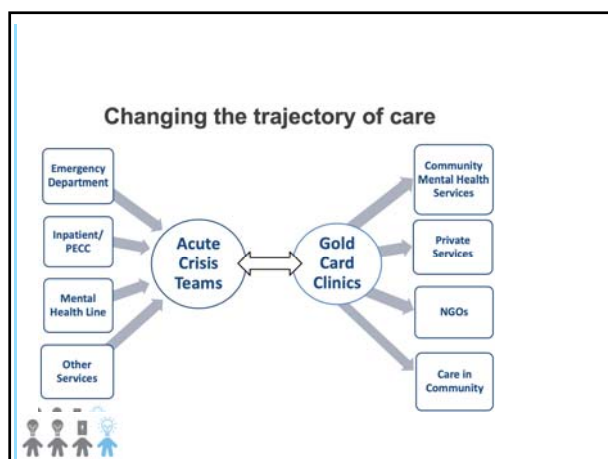 Changing the trajectory of care
Emergency
Department
Inpatient/
PECC
Mental
Health Line
Other
Services
Acute
Crisis
Teams
Gold
Card
Clinics
Community
Mental Health
Services
Private
Services
NGOs
Care in
Community